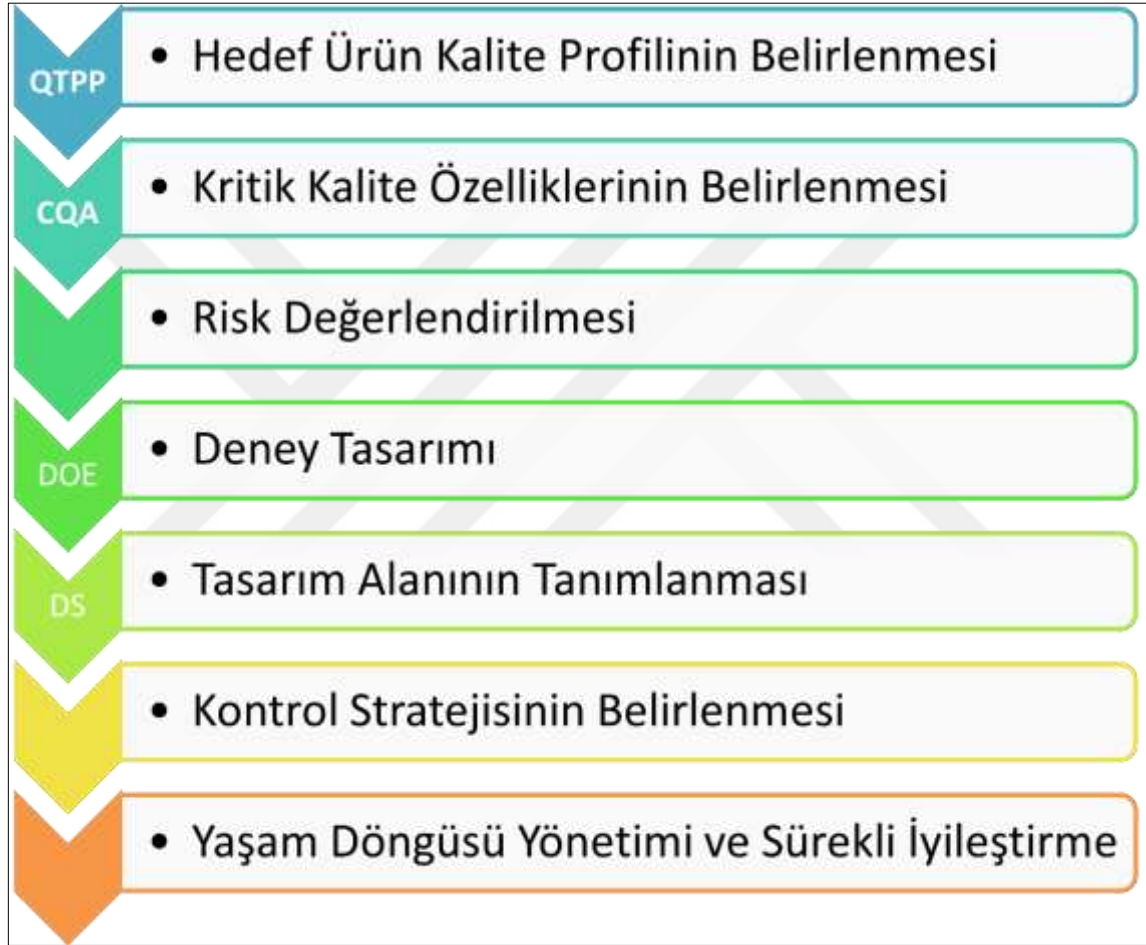 QTPP
• Hedef Ürün Kalite Profilinin Belirlenmesi
CQA
• Kritik Kalite Özelliklerinin Belirlenmesi
• Risk Değerlendirilmesi
DOE
• Deney Tasarımı
DS
• Tasarım Alanının Tanımlanması
• Kontrol Stratejisinin Belirlenmesi
• Yaşam Döngüsü Yönetimi ve Sürekli İyileştirme